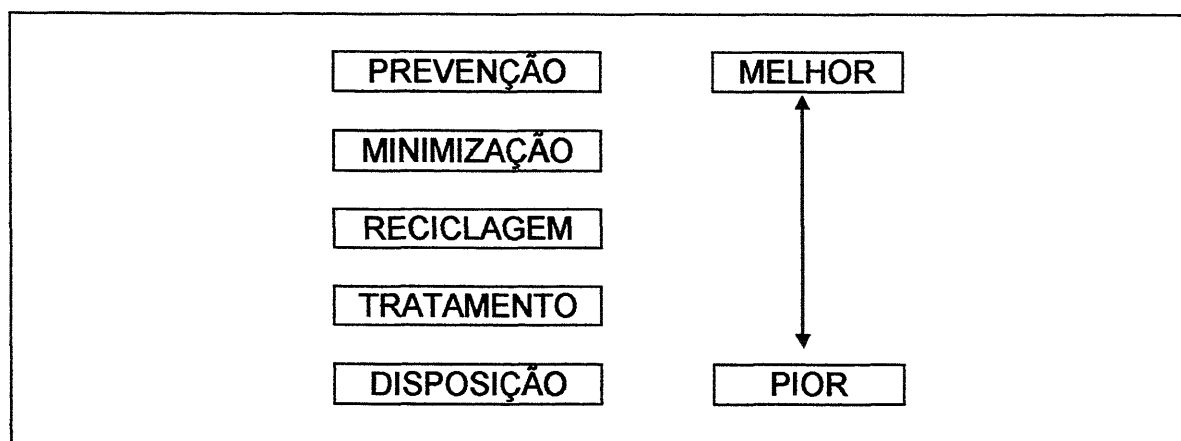 PREVENÇÃO MELHOR
MINIMIZAÇÃO
RECICLAGEM
TRATAMENTO
DISPOSIÇÃO PIOR